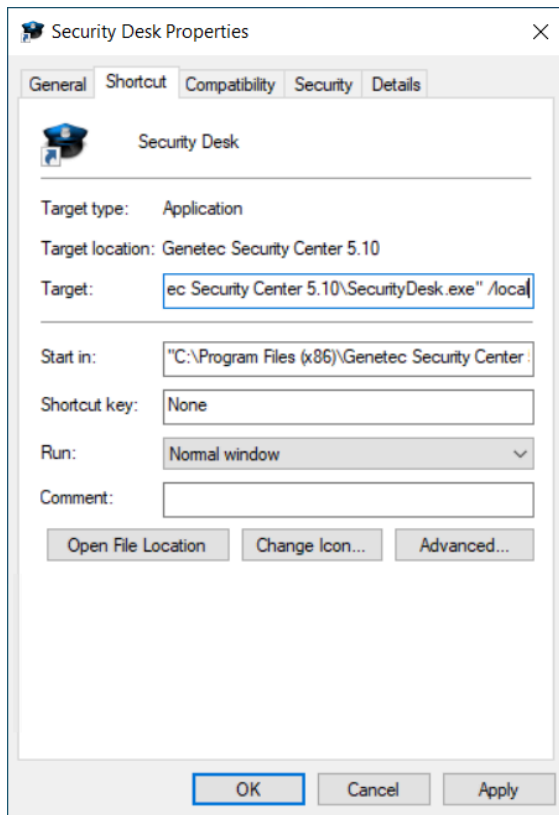 Security Desk Properties
General Shortcut Compatibility Security Details
Security Desk
Target type: Application
Target location: Genetec Security Center 5.10
Target: ec Security Center 5.10\SecurityDesk.exe" /local
Start in: "C:\Program Files (x86)\Genetec Security Center
Shortcut key: None
Run: Normal window
Comment:
Open File Location Change Icon... Advanced...
OK Cancel Apply